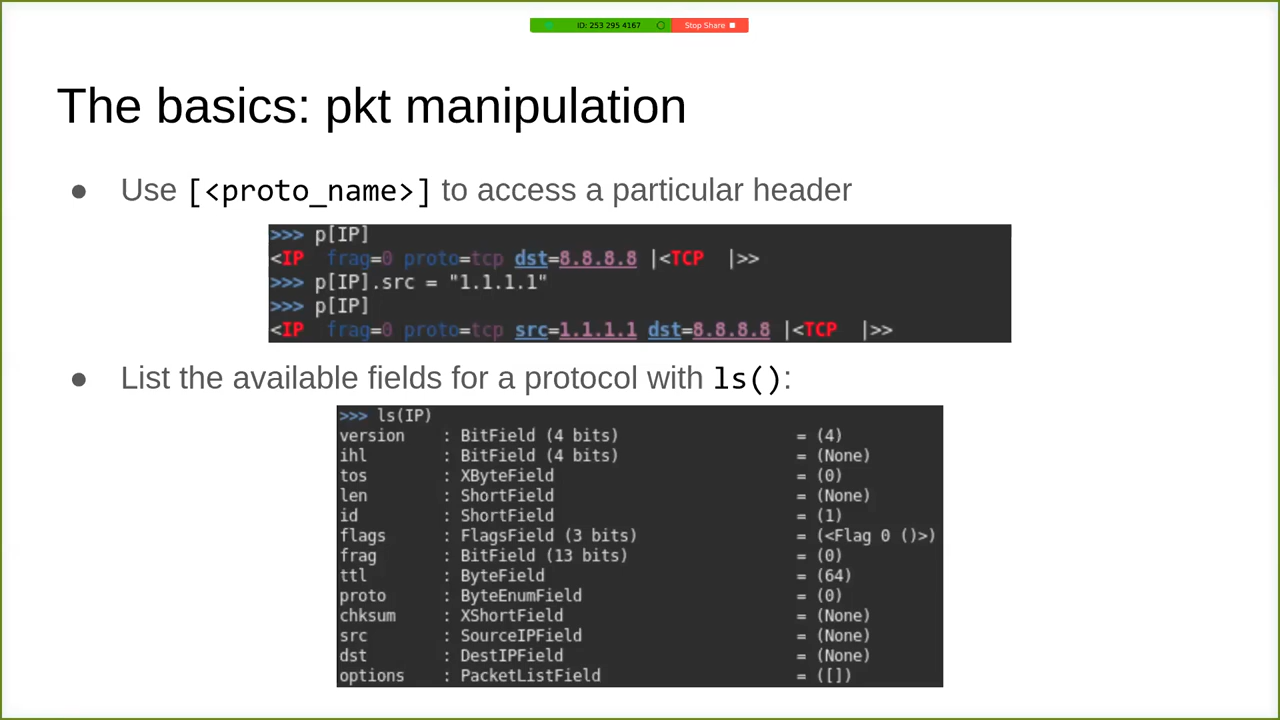 ID: 253 295 4167 Stop Share
The basics: pkt manipulation
● Use [<proto_name>] to access a particular header
>>> p[IP]
<IP  frag=0 proto=tcp dst=8.8.8.8 |<TCP  |>>
>>> p[IP].src = "1.1.1.1"
>>> p[IP]
<IP  frag=0 proto=tcp src=1.1.1.1 dst=8.8.8.8 |<TCP  |>>
● List the available fields for a protocol with ls():
>>> ls(IP)
version    : BitField (4 bits)                   = (4)
ihl        : BitField (4 bits)                   = (None)
tos        : XByteField                          = (0)
len        : ShortField                          = (None)
id         : ShortField                          = (1)
flags      : FlagsField (3 bits)                 = (<Flag 0 ()>)
frag       : BitField (13 bits)                  = (0)
ttl        : ByteField                           = (64)
proto      : ByteEnumField                       = (0)
chksum     : XShortField                         = (None)
src        : SourceIPField                       = (None)
dst        : DestIPField                         = (None)
options    : PacketListField                     = ([])